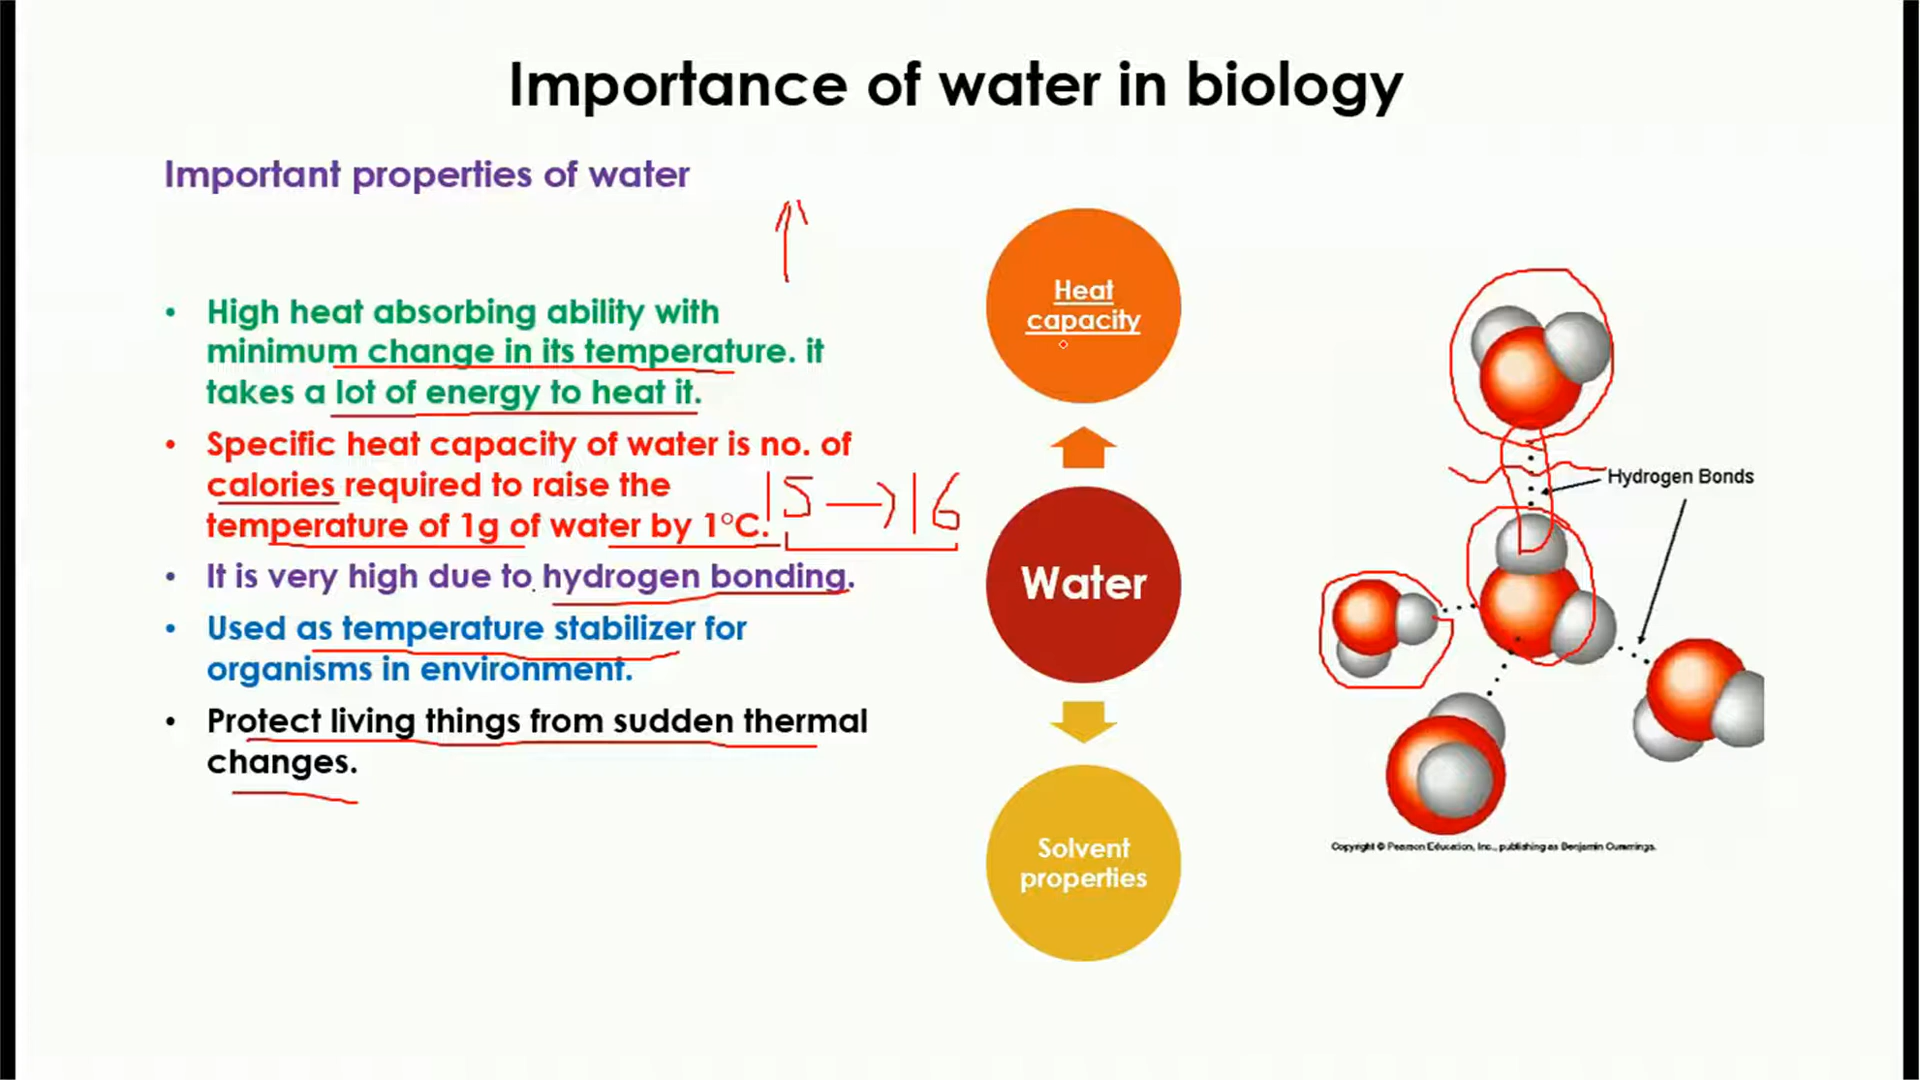 Importance of water in biology
Important properties of water
• High heat absorbing ability with
minimum change in its temperature. it
takes a lot of energy to heat it.
• Specific heat capacity of water is no. of
calories required to raise the
temperature of 1g of water by 1°C.
15 → 16
• It is very high due to hydrogen bonding.
• Used as temperature stabilizer for
organisms in environment.
• Protect living things from sudden thermal
changes.
Heat
capacity
Water
Solvent
properties
Hydrogen Bonds
Copyright © Pearson Education, Inc., publishing as Benjamin Cummings.